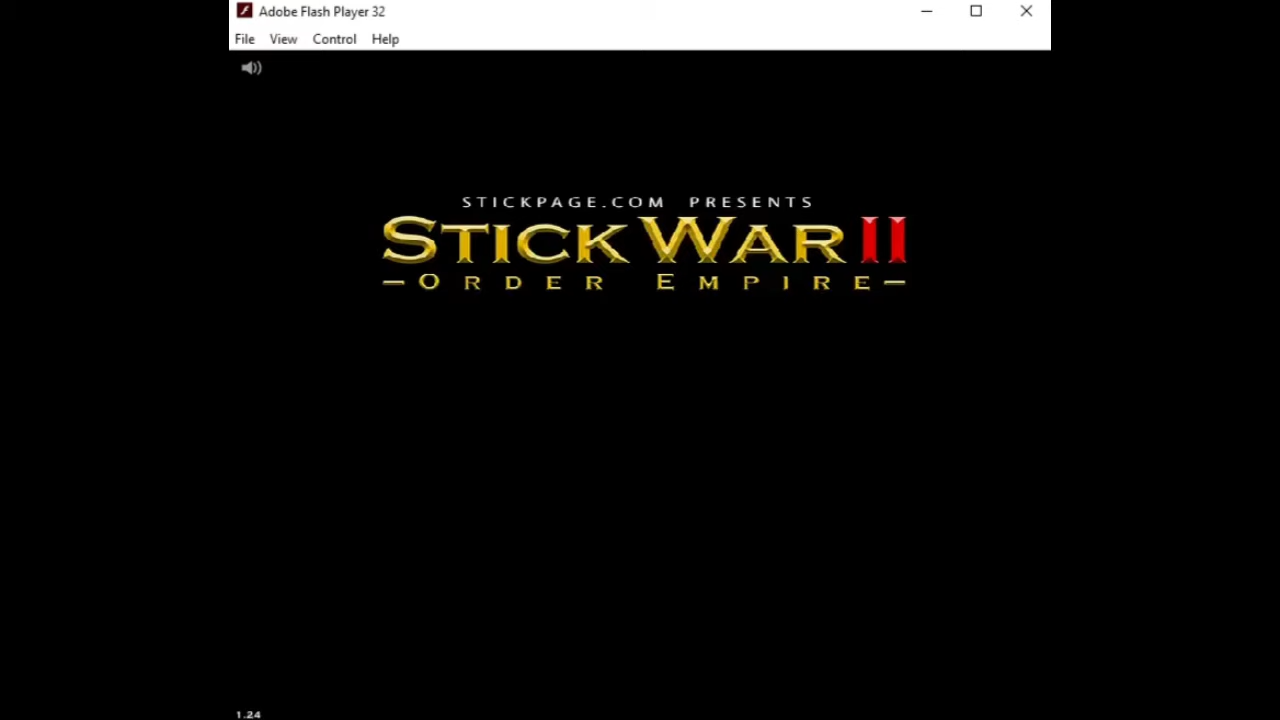 Adobe Flash Player 32
File View Control Help
STICKPAGE.COM PRESENTS
STICK WAR II
-ORDER EMPIRE-
1.24